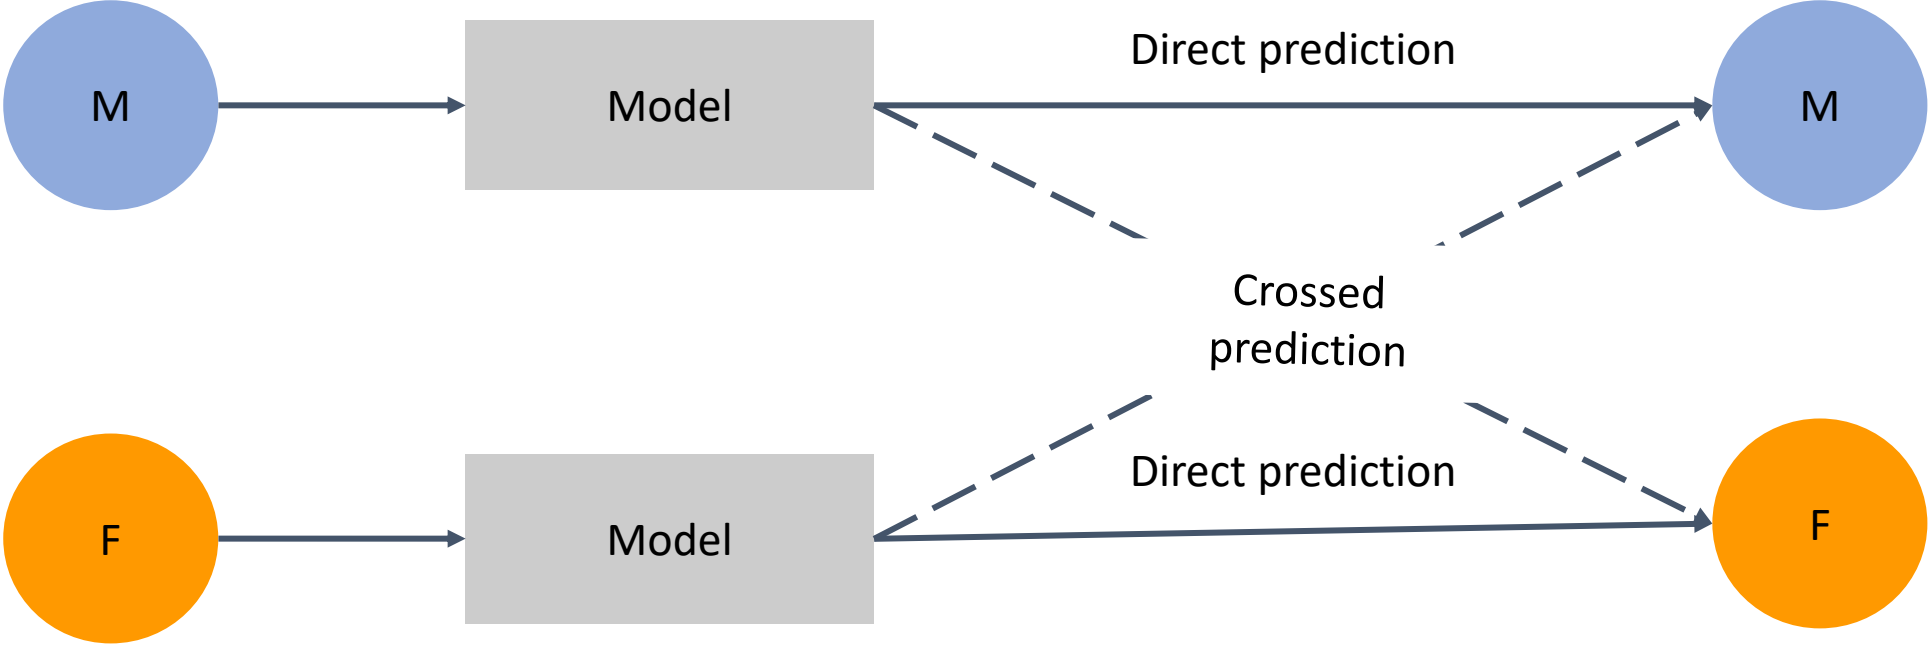 M
Model
Direct prediction
M
Crossed
prediction
F
Model
Direct prediction
F